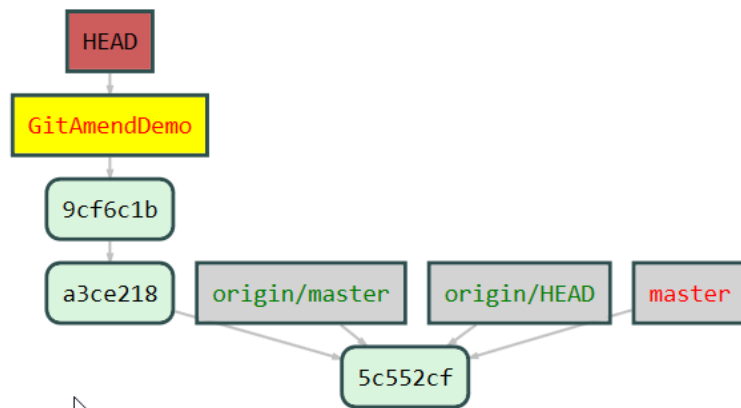 HEAD
GitAmendDemo
9cf6c1b
a3ce218
origin/master
origin/HEAD
master
5c552cf